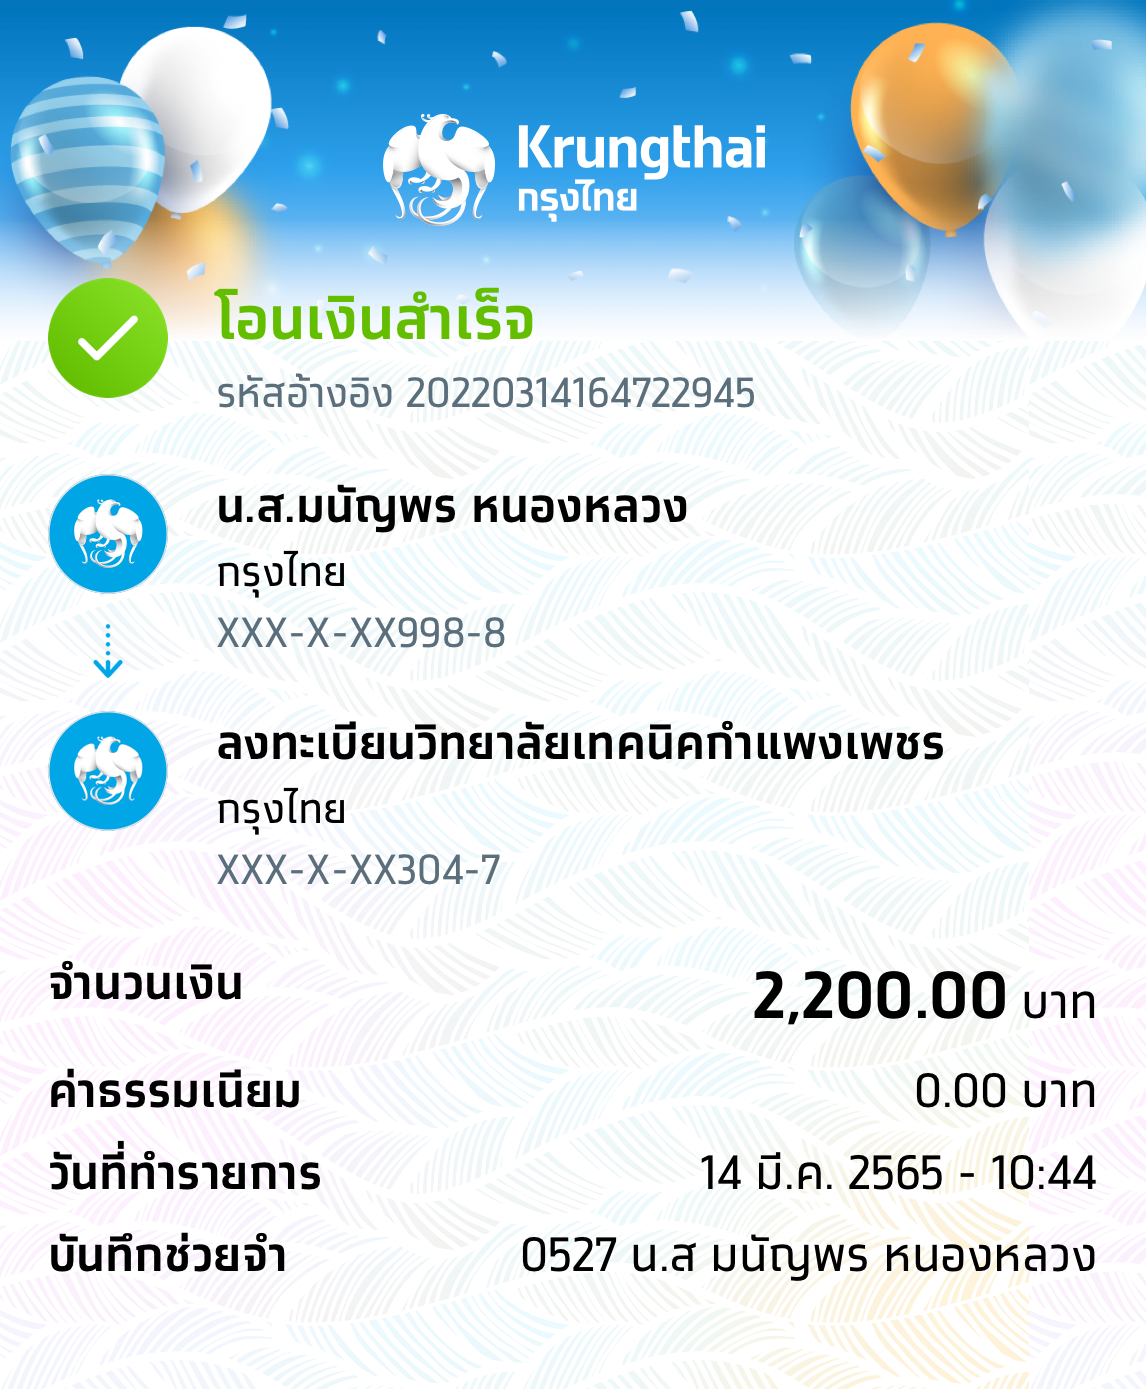 Krungthai
กรุงไทย
โอนเงินสำเร็จ
รหัสอ้างอิง 20220314164722945
น.ส.มนัญพร หนองหลวง
กรุงไทย
XXX-X-XX998-8
ลงทะเบียนวิทยาลัยเทคนิคกำแพงเพชร
กรุงไทย
XXX-X-XX304-7
จำนวนเงิน 2,200.00 บาท
ค่าธรรมเนียม 0.00 บาท
วันที่ทำรายการ 14 มี.ค. 2565 - 10:44
บันทึกช่วยจำ 0527 น.ส มนัญพร หนองหลวง